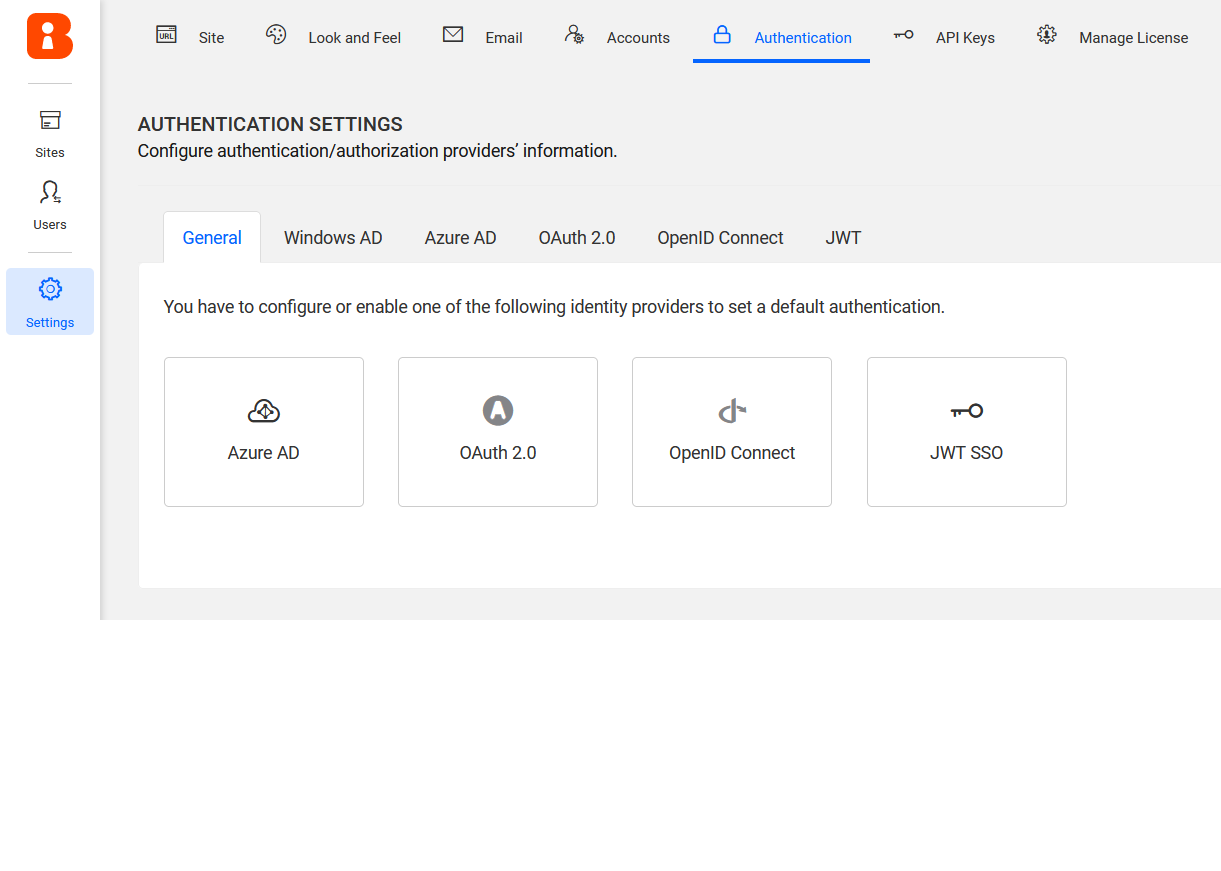 URL
Site
Look and Feel
Email
Accounts
Authentication
API Keys
Manage License
Sites
Users
Settings
AUTHENTICATION SETTINGS
Configure authentication/authorization providers’ information.
General
Windows AD
Azure AD
OAuth 2.0
OpenID Connect
JWT
You have to configure or enable one of the following identity providers to set a default authentication.
Azure AD
OAuth 2.0
OpenID Connect
JWT SSO